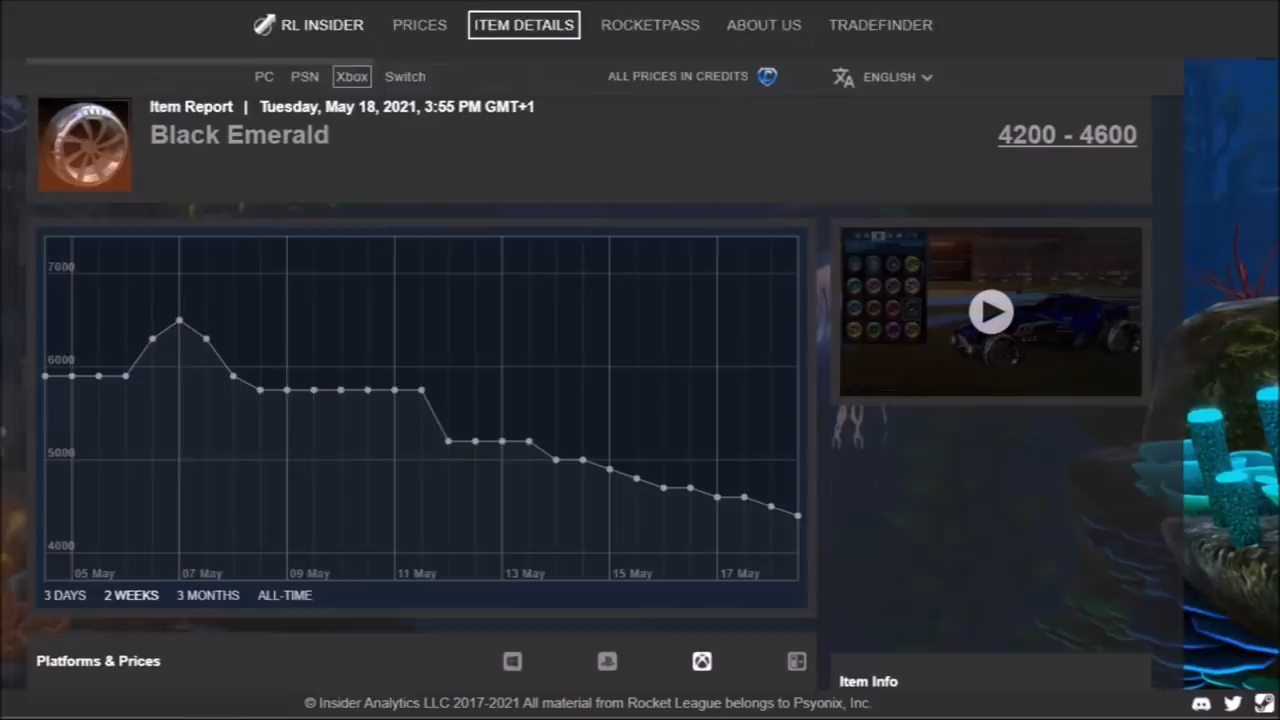 RL INSIDER PRICES ITEM DETAILS ROCKETPASS ABOUT US TRADEFINDER
PC PSN Xbox Switch ALL PRICES IN CREDITS ENGLISH
Item Report | Tuesday, May 18, 2021, 3:55 PM GMT+1
Black Emerald 4200 - 4600
7000
6000
5000
4000
05 May 07 May 09 May 11 May 13 May 15 May 17 May
3 DAYS 2 WEEKS 3 MONTHS ALL-TIME
Platforms & Prices
Item Info
© Insider Analytics LLC 2017-2021 All material from Rocket League belongs to Psyonix, Inc.